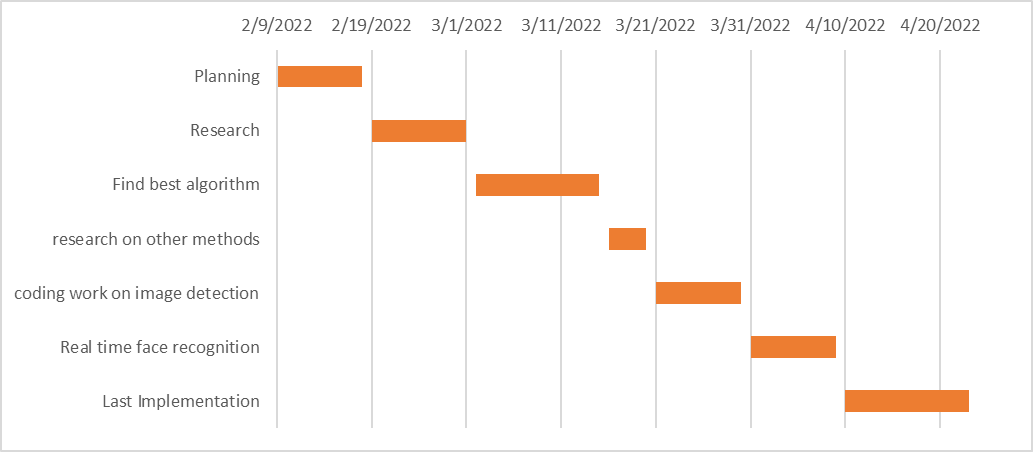 2/9/2022 2/19/2022 3/1/2022 3/11/2022 3/21/2022 3/31/2022 4/10/2022 4/20/2022
Planning
Research
Find best algorithm
research on other methods
coding work on image detection
Real time face recognition
Last Implementation